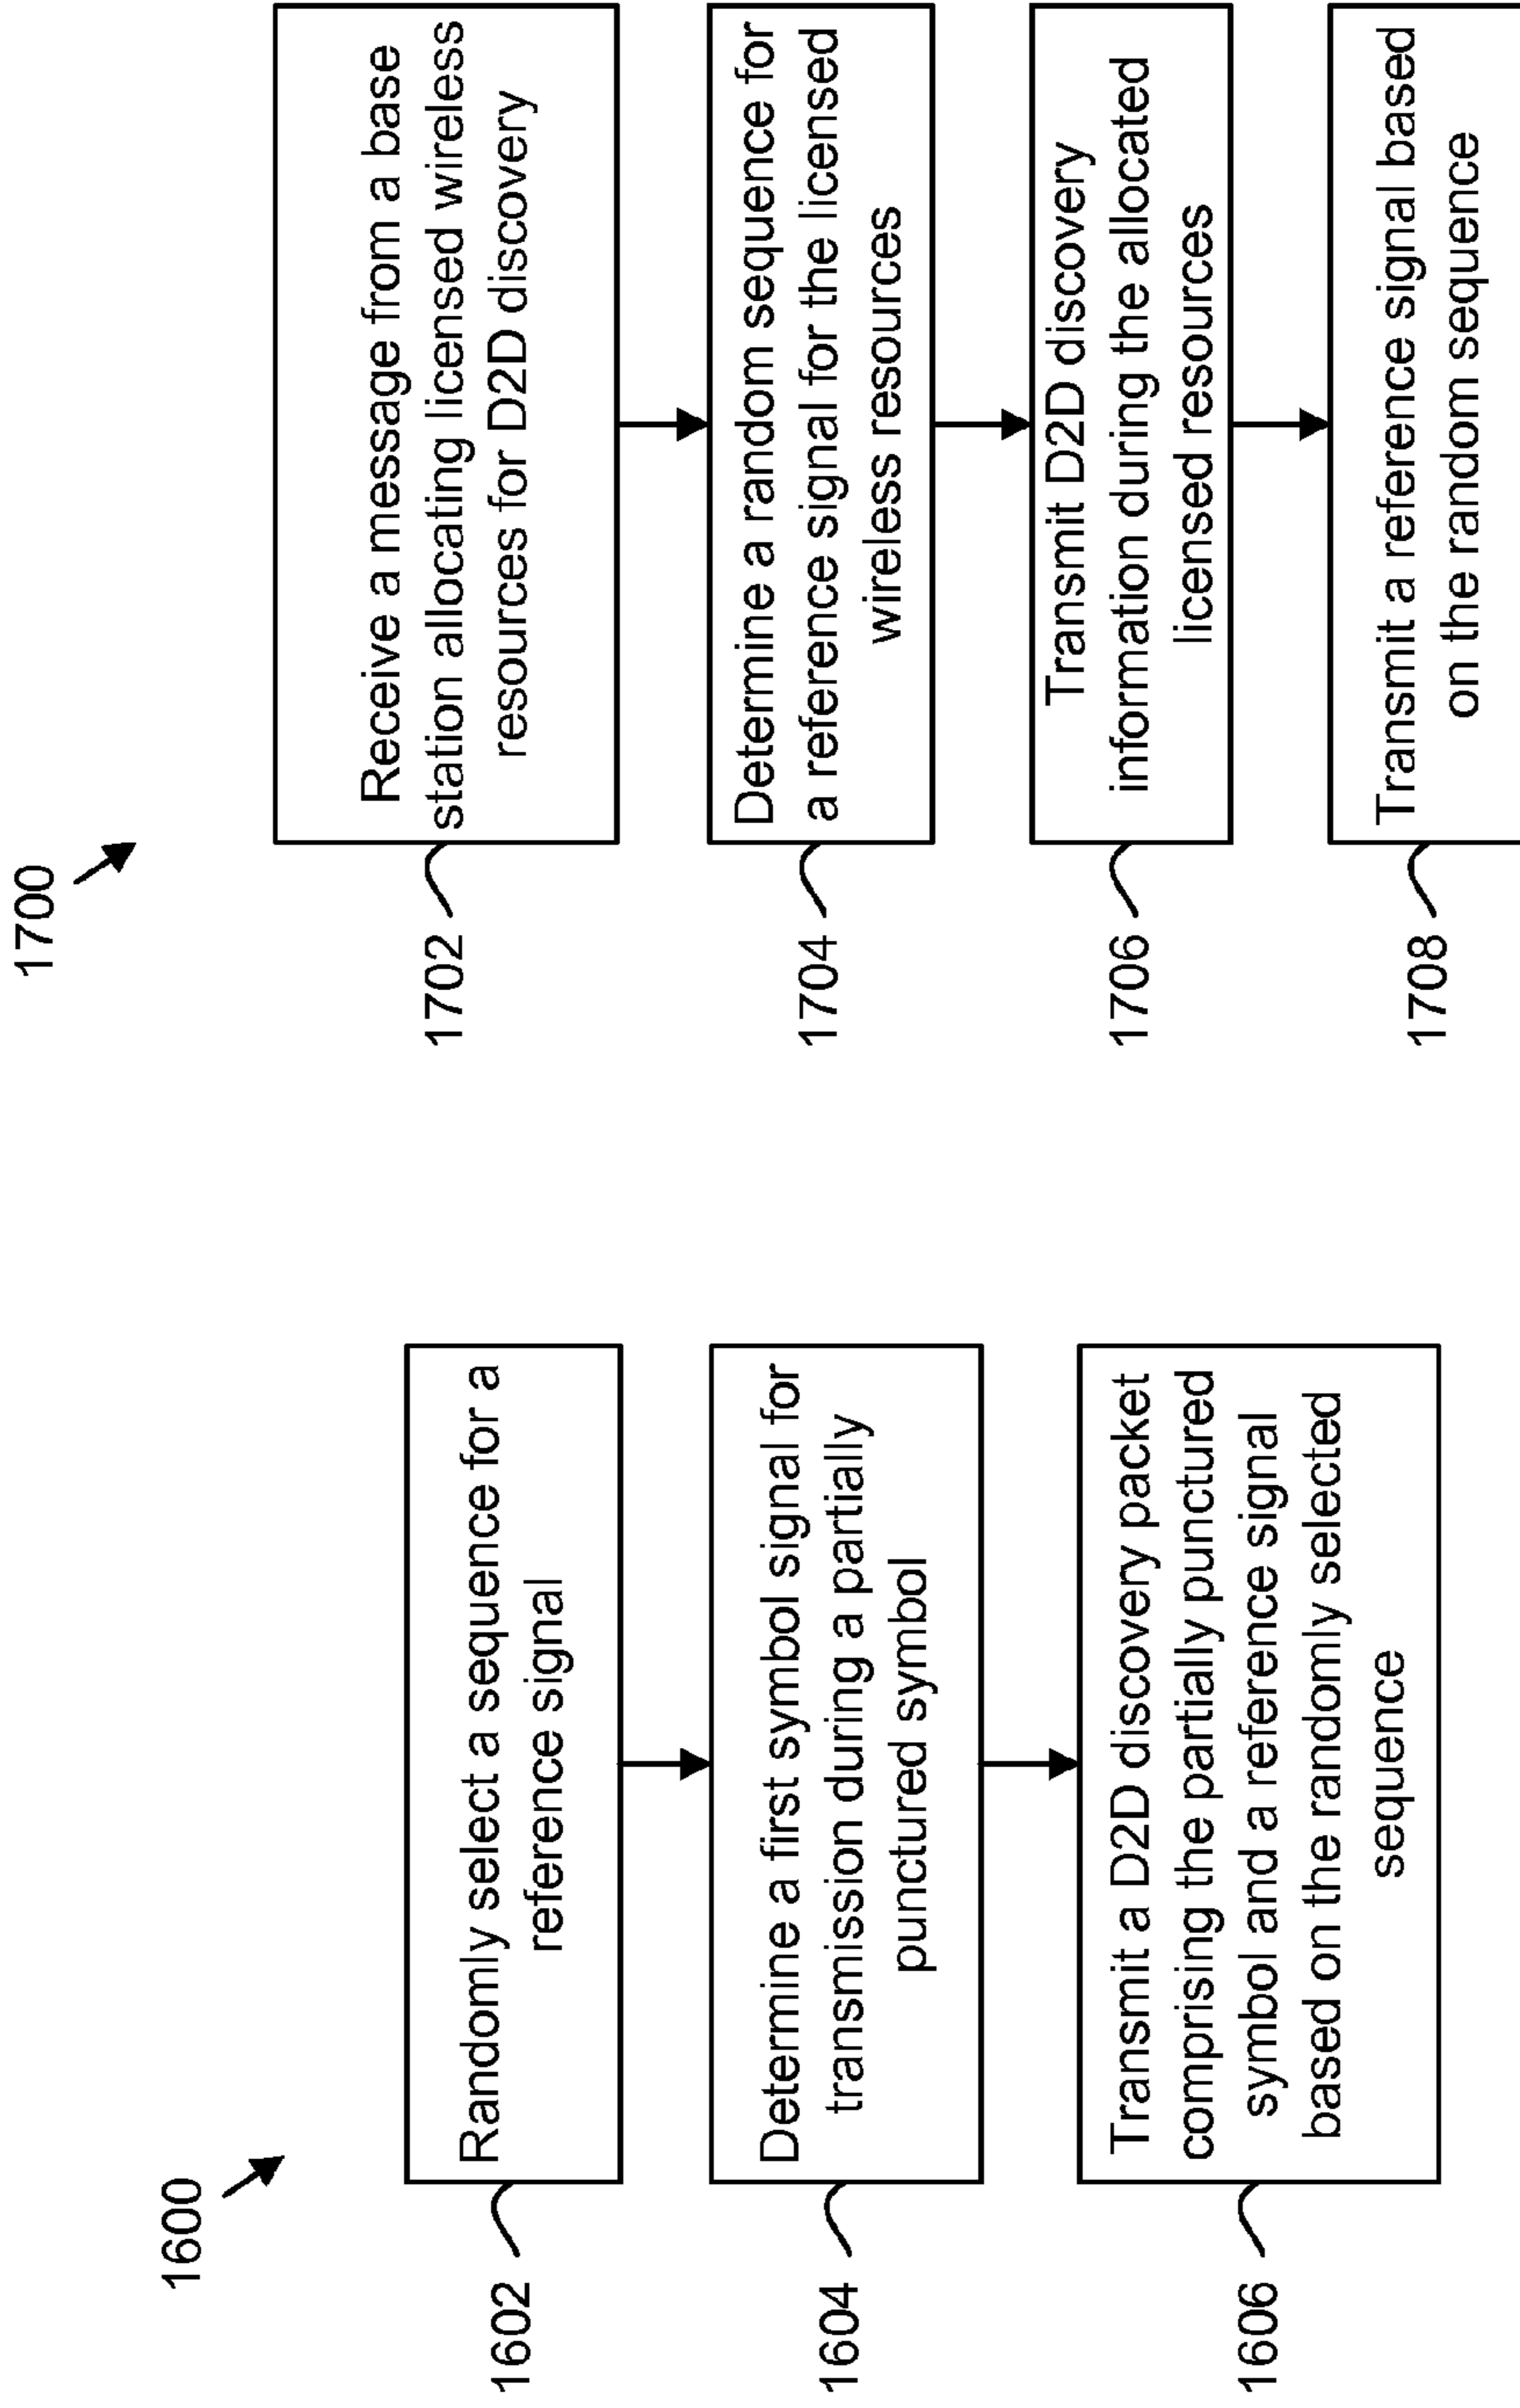 1600
1602
Randomly select a sequence for a
reference signal
1604
Determine a first symbol signal for
transmission during a partially
punctured symbol
1606
Transmit a D2D discovery packet
comprising the partially punctured
symbol and a reference signal
based on the randomly selected
sequence
1700
1702
Receive a message from a base
station allocating licensed wireless
resources for D2D discovery
1704
Determine a random sequence for
a reference signal for the licensed
wireless resources
1706
Transmit D2D discovery
information during the allocated
licensed resources
1708
Transmit a reference signal based
on the random sequence